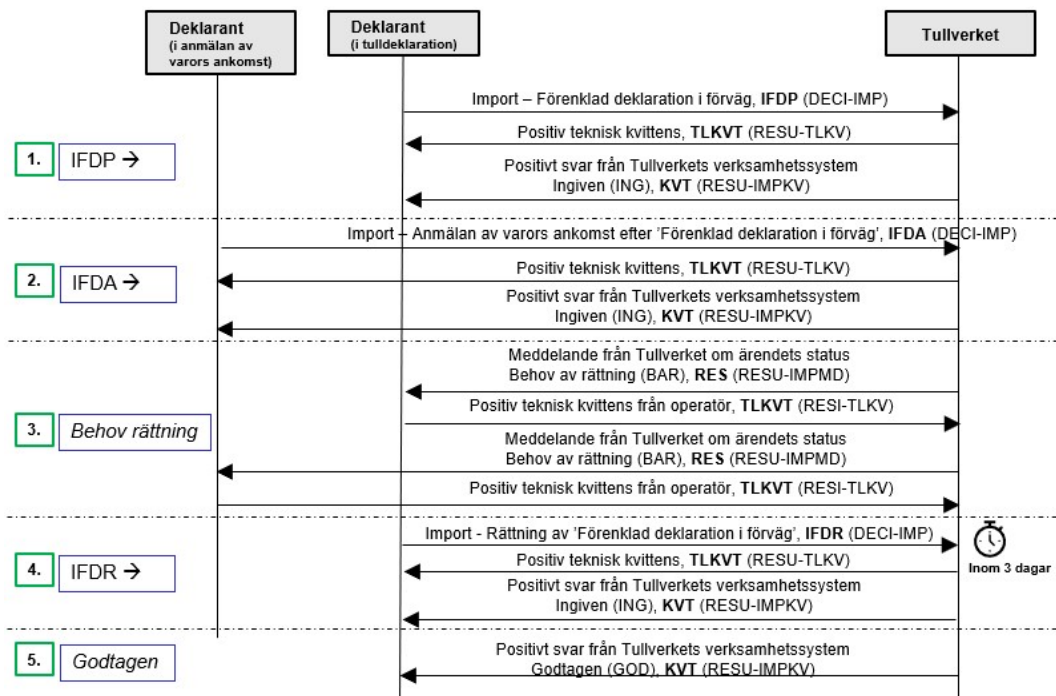 Deklarant
(i anmälan av
varors ankomst)
Deklarant
(i tulldeklaration)
Tullverket
Import – Förenklad deklaration i förväg, IFDP (DECI-IMP)
Positiv teknisk kvittens, TLKVT (RESU-TLKV)
1.
IFDP →
Positivt svar från Tullverkets verksamhetssystem
Ingiven (ING), KVT (RESU-IMPKV)
Import – Anmälan av varors ankomst efter 'Förenklad deklaration i förväg', IFDA (DECI-IMP)
2.
IFDA →
Positiv teknisk kvittens, TLKVT (RESU-TLKV)
Positivt svar från Tullverkets verksamhetssystem
Ingiven (ING), KVT (RESU-IMPKV)
Meddelande från Tullverket om ärendets status
Behov av rättning (BAR), RES (RESU-IMPMD)
Positiv teknisk kvittens från operatör, TLKVT (RESI-TLKV)
3.
Behov rättning
Meddelande från Tullverket om ärendets status
Behov av rättning (BAR), RES (RESU-IMPMD)
Positiv teknisk kvittens från operatör, TLKVT (RESI-TLKV)
Import - Rättning av 'Förenklad deklaration i förväg', IFDR (DECI-IMP)
Inom 3 dagar
4.
IFDR →
Positiv teknisk kvittens, TLKVT (RESU-TLKV)
Positivt svar från Tullverkets verksamhetssystem
Ingiven (ING), KVT (RESU-IMPKV)
5.
Godtagen
Positivt svar från Tullverkets verksamhetssystem
Godtagen (GOD), KVT (RESU-IMPKV)